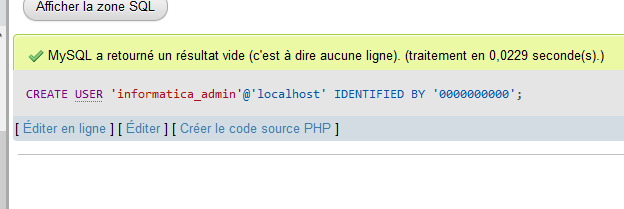 Afficher la zone SQL
MySQL a retourné un résultat vide (c'est à dire aucune ligne). (traitement en 0,0229 seconde(s).)
CREATE USER 'informatica_admin'@'localhost' IDENTIFIED BY '0000000000';
[ Éditer en ligne ] [ Éditer ] [ Créer le code source PHP ]